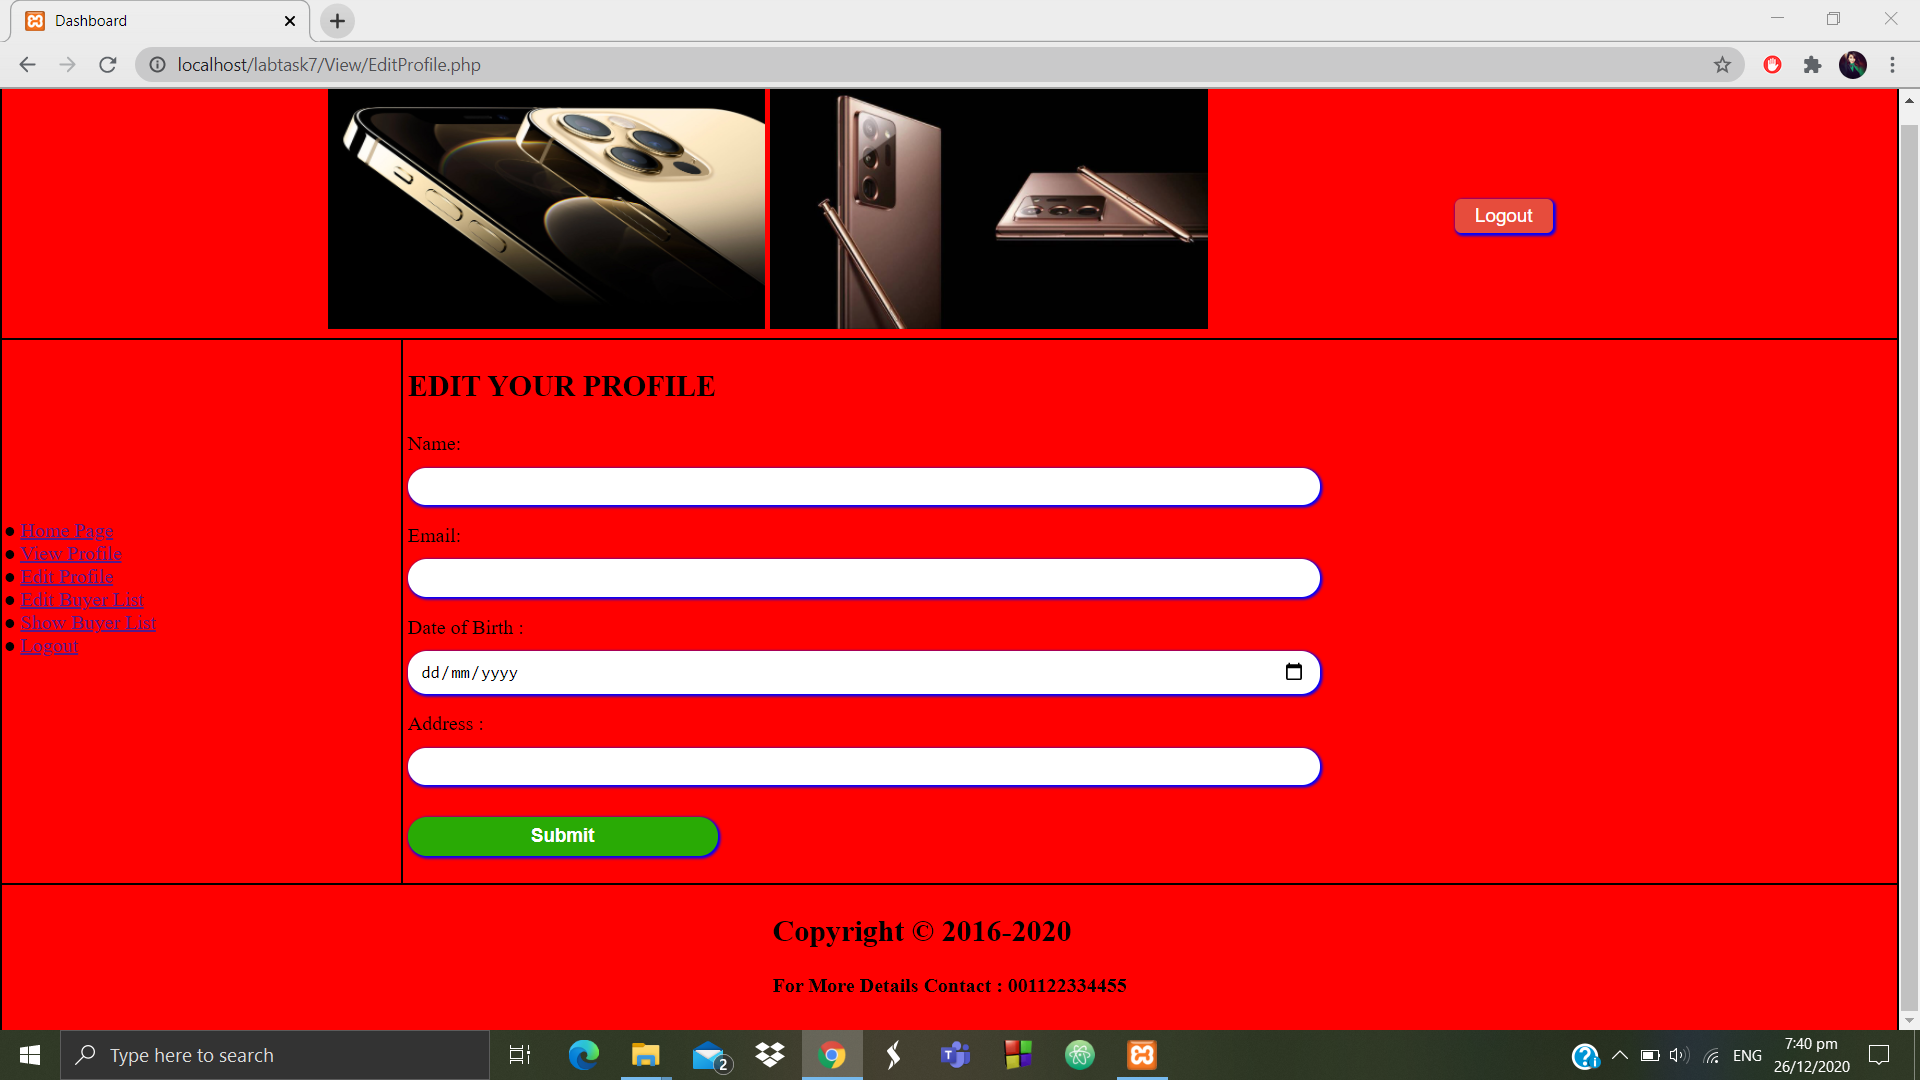 Dashboard
localhost/labtask7/View/EditProfile.php
Logout
EDIT YOUR PROFILE
Name:
Email:
Date of Birth :
dd/mm/yyyy
Address :
Submit
● Home Page
● View Profile
● Edit Profile
● Edit Buyer List
● Show Buyer List
● Logout
Copyright © 2016-2020
For More Details Contact : 001122334455
Type here to search
2
ENG
7:40 pm
26/12/2020